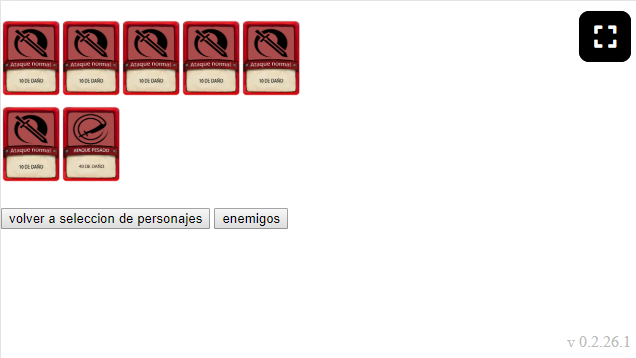 Ataque normal Ataque normal Ataque normal Ataque normal Ataque normal
10 DE DAÑO 10 DE DAÑO 10 DE DAÑO 10 DE DAÑO 10 DE DAÑO
Ataque normal ATAQUE PESADO
10 DE DAÑO 40 DE DAÑO
volver a seleccion de personajes enemigos
v 0.2.26.1